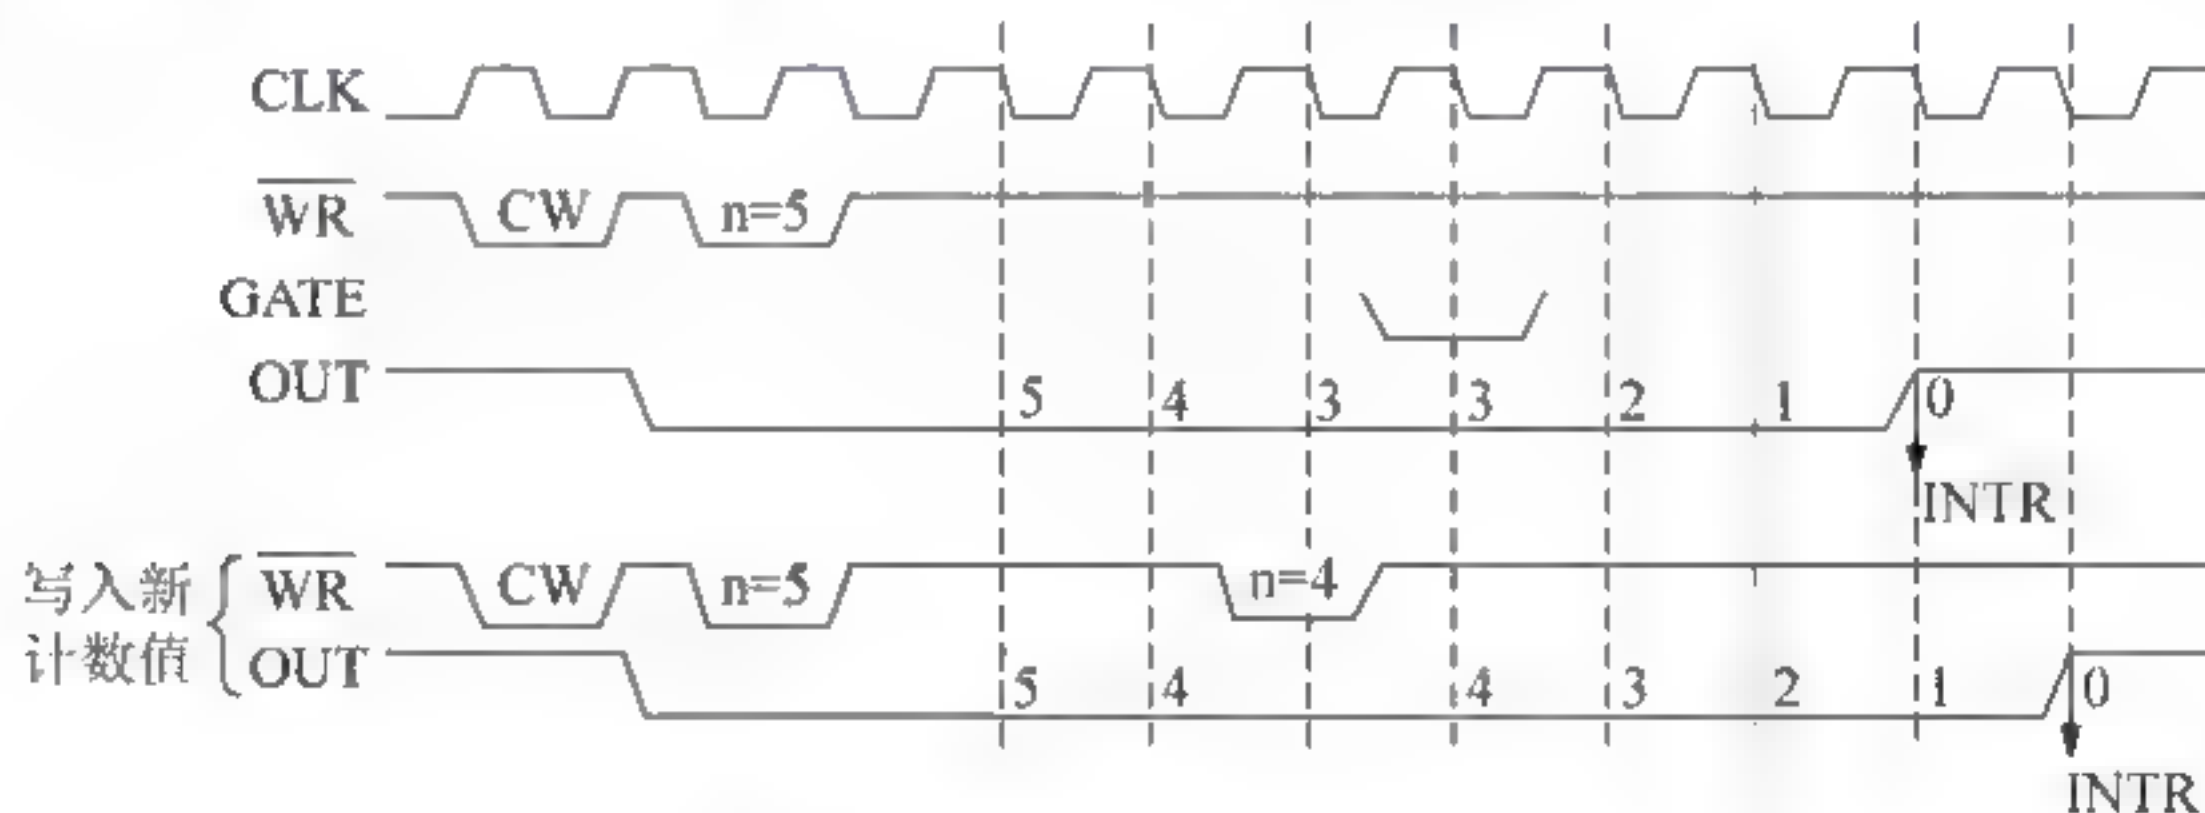 CLK
WR CW n=5
GATE
OUT 5 4 3 3 2 1 0
INTR
写入新
计数值
WR CW n=5 n=4
OUT 5 4 4 3 2 1 0
INTR